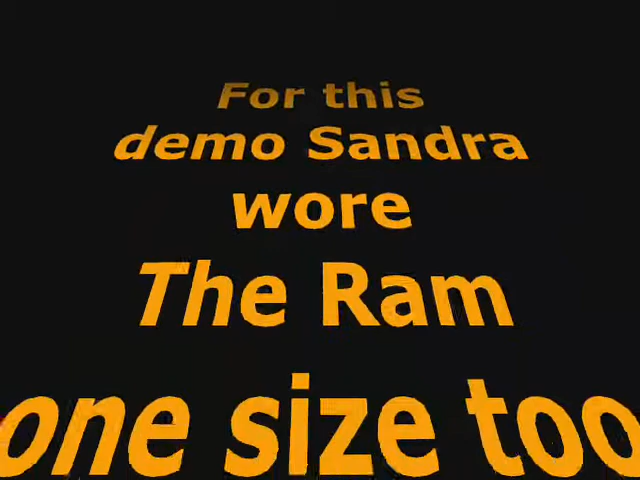 For this
demo Sandra
wore
The Ram
one size too